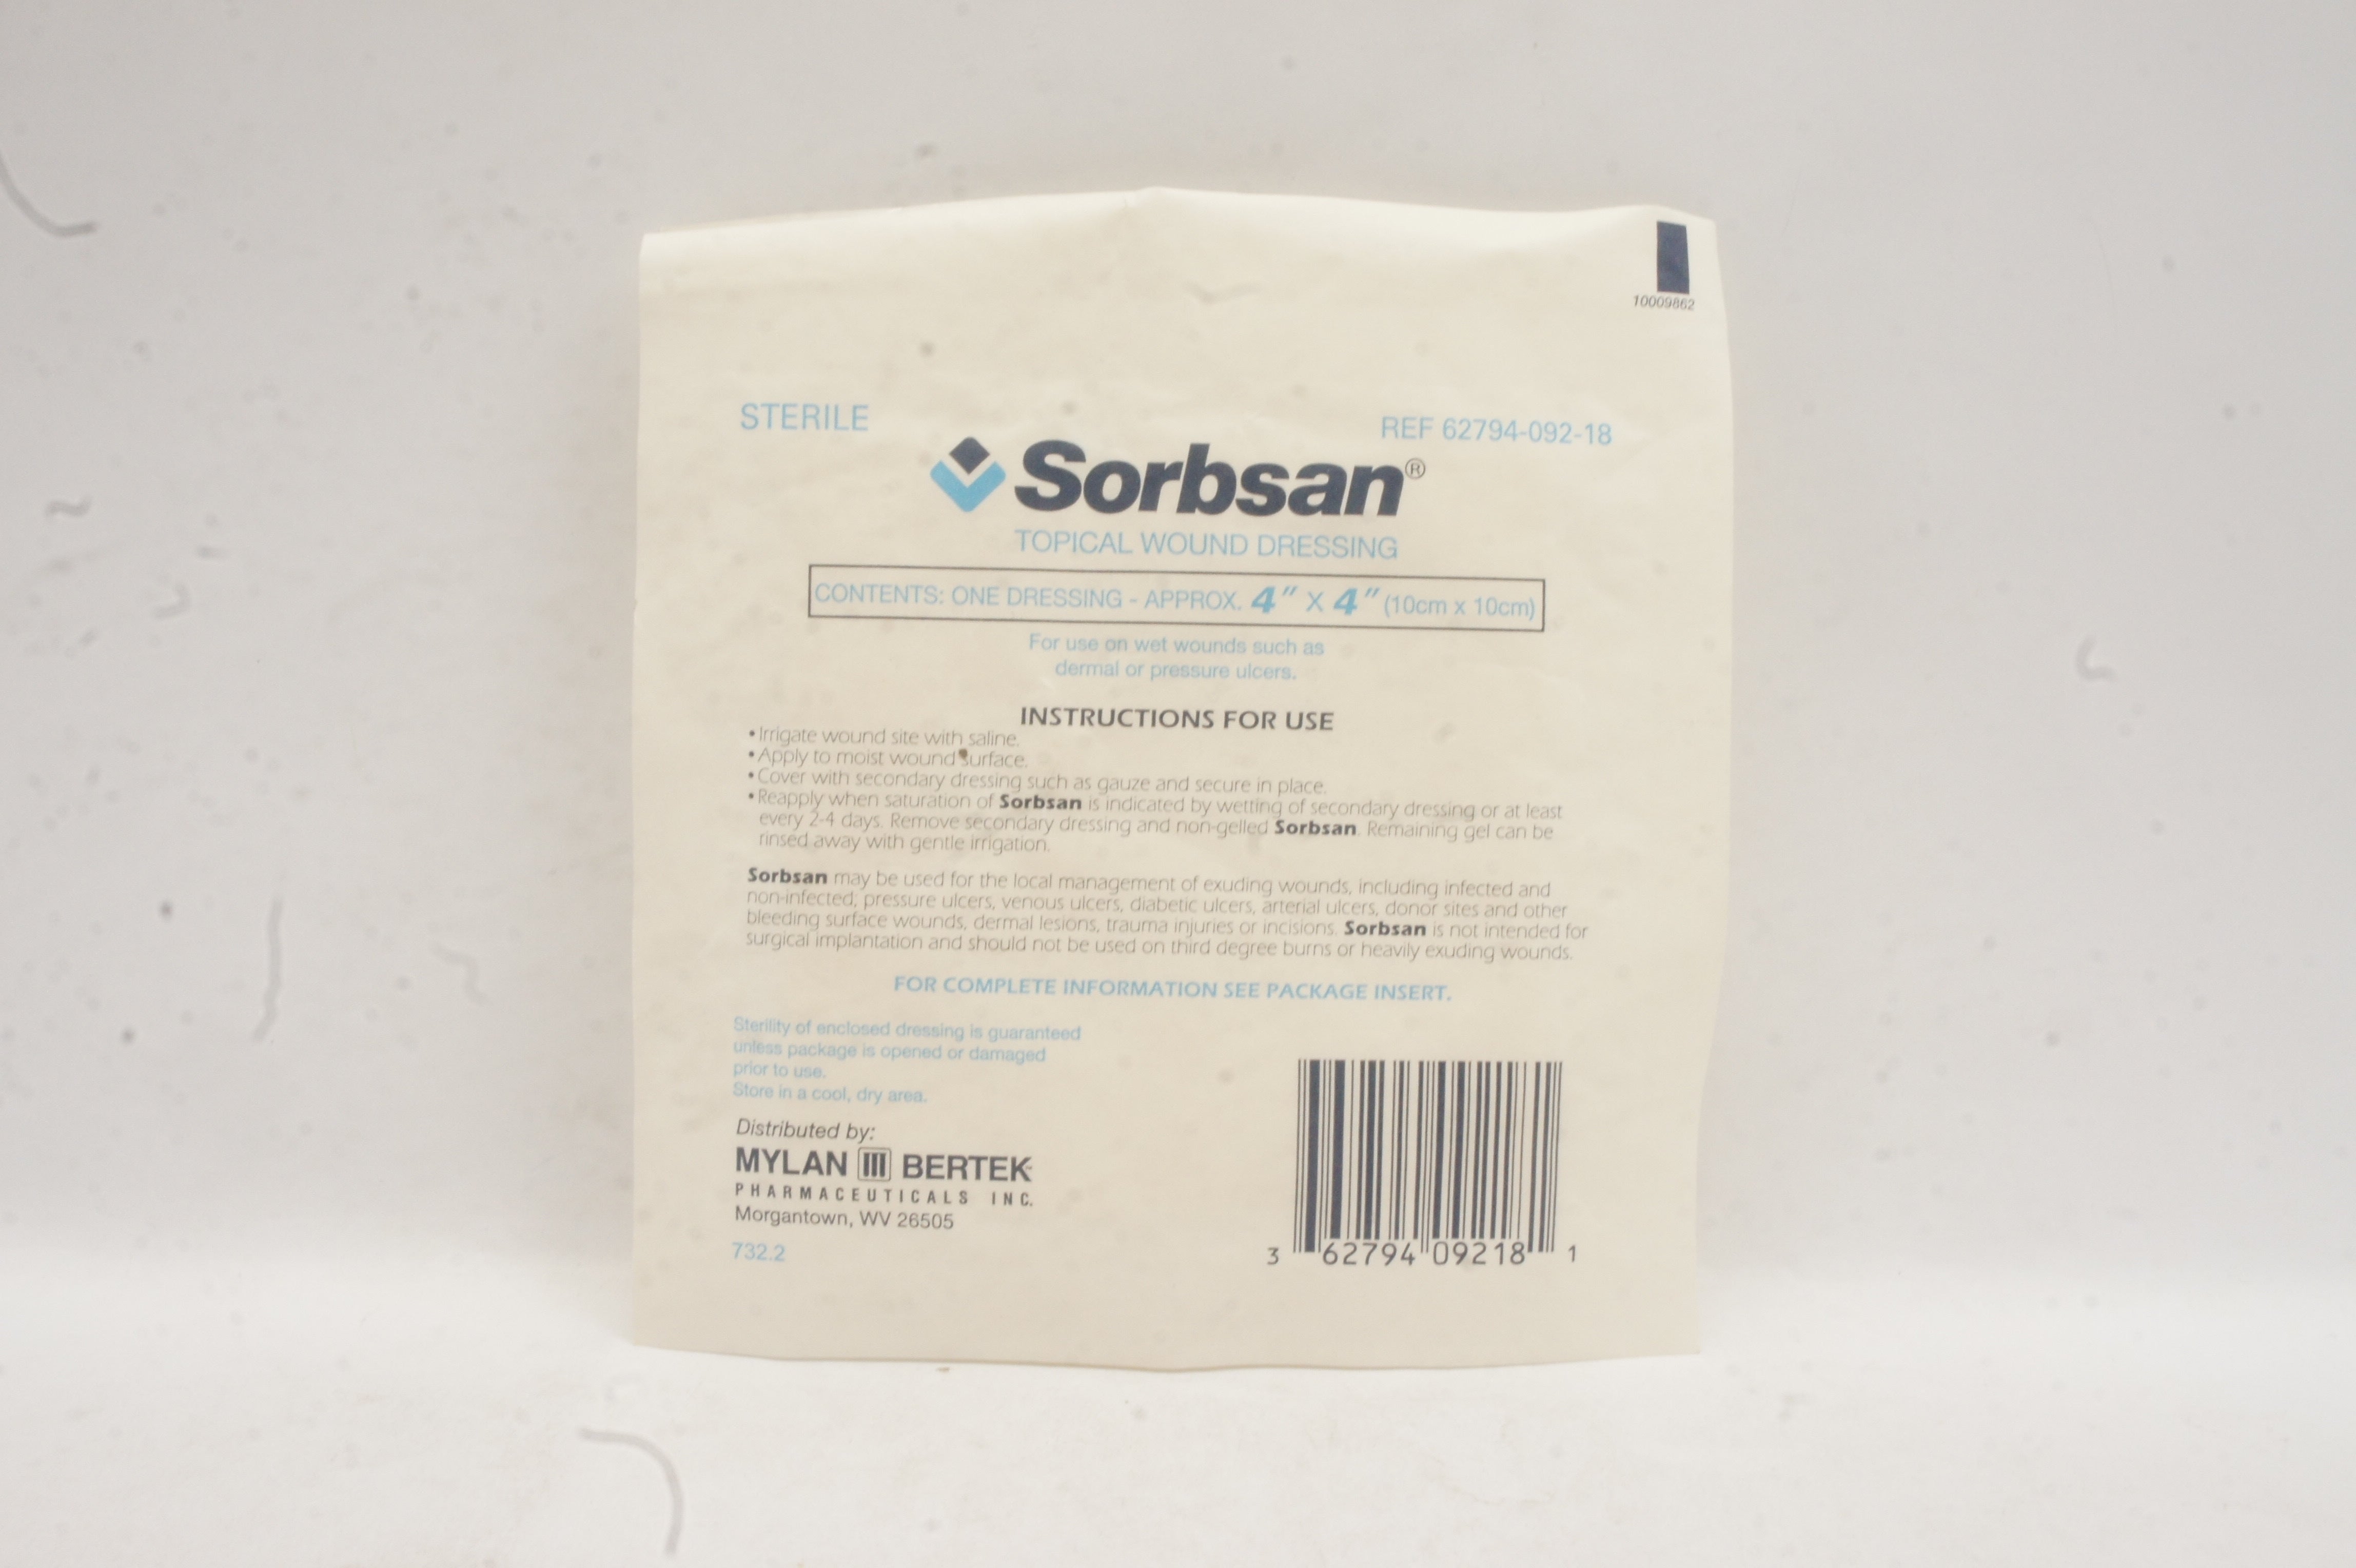 10009862
STERILE
REF 62794-092-18
Sorbsan®
TOPICAL WOUND DRESSING
CONTENTS: ONE DRESSING - APPROX. 4" X 4" (10cm x 10cm)
For use on wet wounds such as
dermal or pressure ulcers.
INSTRUCTIONS FOR USE
• Irrigate wound site with saline.
• Apply to moist wound surface.
• Cover with secondary dressing such as gauze and secure in place.
• Reapply when saturation of Sorbsan is indicated by wetting of secondary dressing or at least
every 2-4 days. Remove secondary dressing and non-gelled Sorbsan. Remaining gel can be
rinsed away with gentle irrigation.
Sorbsan may be used for the local management of exuding wounds, including infected and
non-infected; pressure ulcers, venous ulcers, diabetic ulcers, arterial ulcers, donor sites and other
bleeding surface wounds, dermal lesions, trauma injuries or incisions. Sorbsan is not intended for
surgical implantation and should not be used on third degree burns or heavily exuding wounds.
FOR COMPLETE INFORMATION SEE PACKAGE INSERT.
Sterility of enclosed dressing is guaranteed
unless package is opened or damaged
prior to use.
Store in a cool, dry area.
Distributed by:
MYLAN BERTEK
PHARMACEUTICALS INC.
Morgantown, WV 26505
732.2
3 62794 09218 1